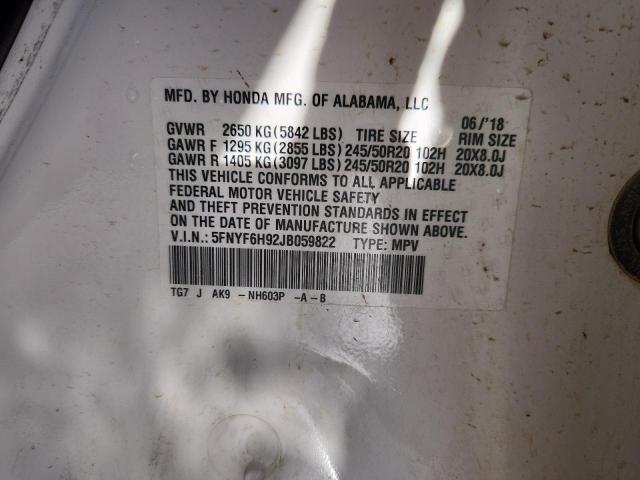 MFD. BY HONDA MFG. OF ALABAMA, LLC
06/'18
GVWR 2650 KG(5842 LBS) TIRE SIZE RIM SIZE
GAWR F 1295 KG(2855 LBS) 245/50R20 102H 20X8.0J
GAWR R 1405 KG(3097 LBS) 245/50R20 102H 20X8.0J
THIS VEHICLE CONFORMS TO ALL APPLICABLE
FEDERAL MOTOR VEHICLE SAFETY
AND THEFT PREVENTION STANDARDS IN EFFECT
ON THE DATE OF MANUFACTURE SHOWN ABOVE.
V.I.N.: 5FNYF6H92JB059822 TYPE: MPV
TG7 J AK9 -NH603P -A-B